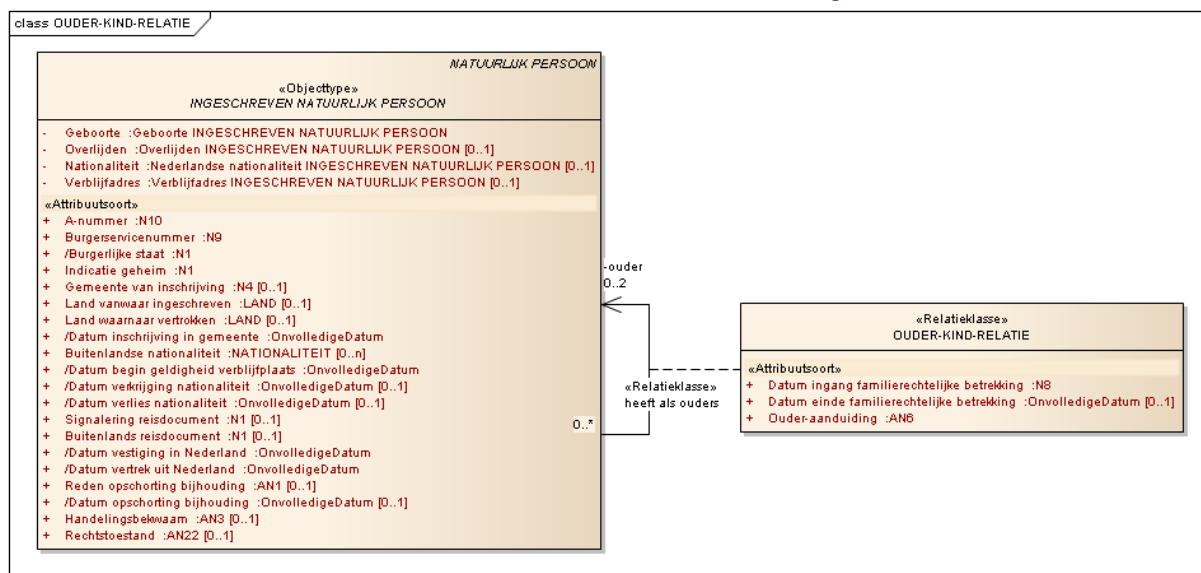 class OUDER-KIND-RELATIE
NATUURLIJK PERSOON
«Objecttype»
INGESCHREVEN NATUURLIJK PERSOON
- Geboorte :Geboorte INGESCHREVEN NATUURLIJK PERSOON
- Overlijden :Overlijden INGESCHREVEN NATUURLIJK PERSOON [0..1]
- Nationaliteit :Nederlandse nationaliteit INGESCHREVEN NATUURLIJK PERSOON [0..1]
- Verblijfadres :Verblijfadres INGESCHREVEN NATUURLIJK PERSOON [0..1]
«Attribuutsoort»
+ A-nummer :N10
+ Burgerservicenummer :N9
+ /Burgerlijke staat :N1
+ Indicatie geheim :N1
+ Gemeente van inschrijving :N4 [0..1]
+ Land vanwaar ingeschreven :LAND [0..1]
+ Land waarnaar vertrokken :LAND [0..1]
+ /Datum inschrijving in gemeente :OnvolledigeDatum
+ Buitenlandse nationaliteit :NATIONALITEIT [0..n]
+ /Datum begin geldigheid verblijfplaats :OnvolledigeDatum
+ /Datum verkrijging nationaliteit :OnvolledigeDatum [0..1]
+ /Datum verlies nationaliteit :OnvolledigeDatum [0..1]
+ Signalering reisdocument :N1 [0..1]
+ Buitenlands reisdocument :N1 [0..1]
+ /Datum vestiging in Nederland :OnvolledigeDatum
+ /Datum vertrek uit Nederland :OnvolledigeDatum
+ Reden opschorting bijhouding :AN1 [0..1]
+ /Datum opschorting bijhouding :OnvolledigeDatum [0..1]
+ Handelingsbekwaam :AN3 [0..1]
+ Rechtstoestand :AN22 [0..1]
-ouder
0..2
«Relatieklasse»
heeft als ouders
0..*
«Relatieklasse»
OUDER-KIND-RELATIE
«Attribuutsoort»
+ Datum ingang familierechtelijke betrekking :N8
+ Datum einde familierechtelijke betrekking :OnvolledigeDatum [0..1]
+ Ouder-aanduiding :AN6